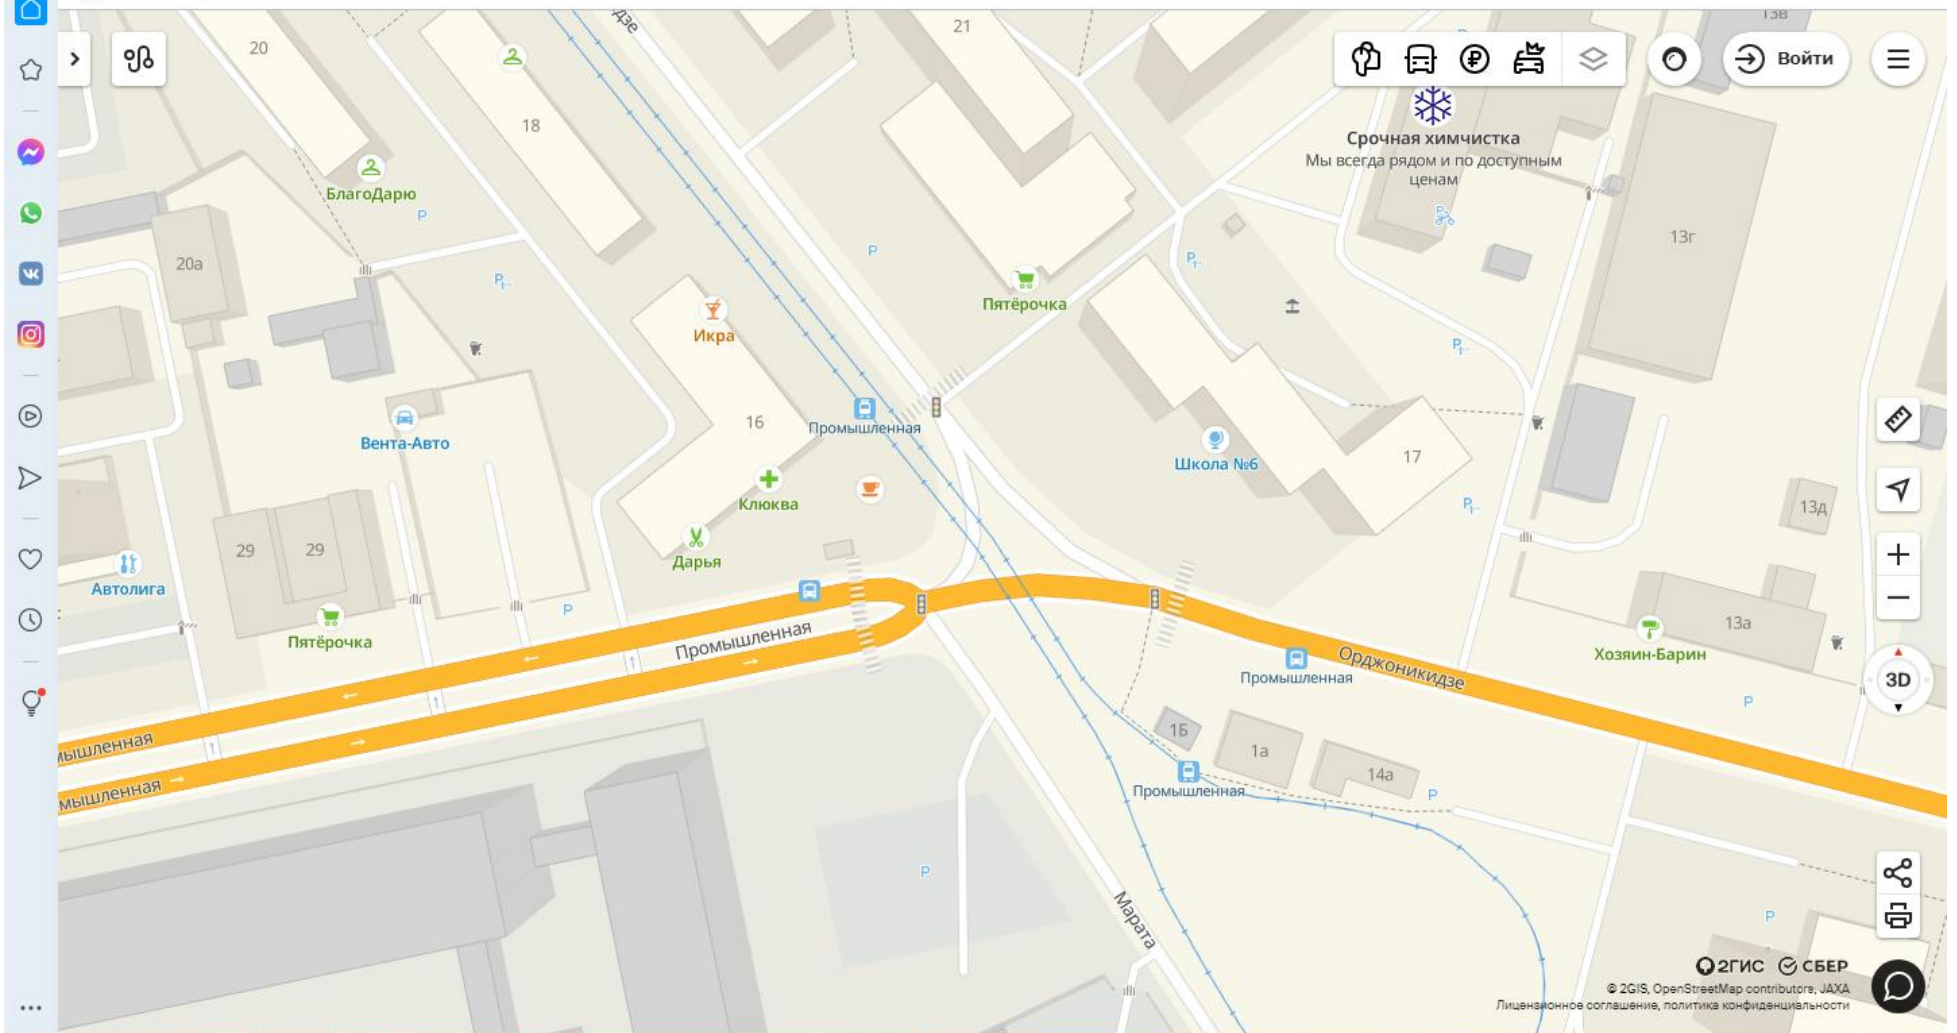 дзе
21
13в
20
18
Войти
Срочная химчистка
Мы всегда рядом и по доступным
ценам
БлагоДарю
P
20а
P
P
P
13г
Пятёрочка
Икра
P
16
Промышленная
Вента-Авто
Школа №6
17
Клюква
P
13д
29
29
Дарья
Автолига
P
Пятёрочка
Промышленная
13а
Хозяин-Барин
Орджоникидзе
Промышленная
3D
P
1Б
1а
14а
мышленная
мышленная
Промышленная
P
P
Марата
P
2ГИС СБЕР
© 2GIS, OpenStreetMap contributors, JAXA
Лицензионное соглашение, политика конфиденциальности